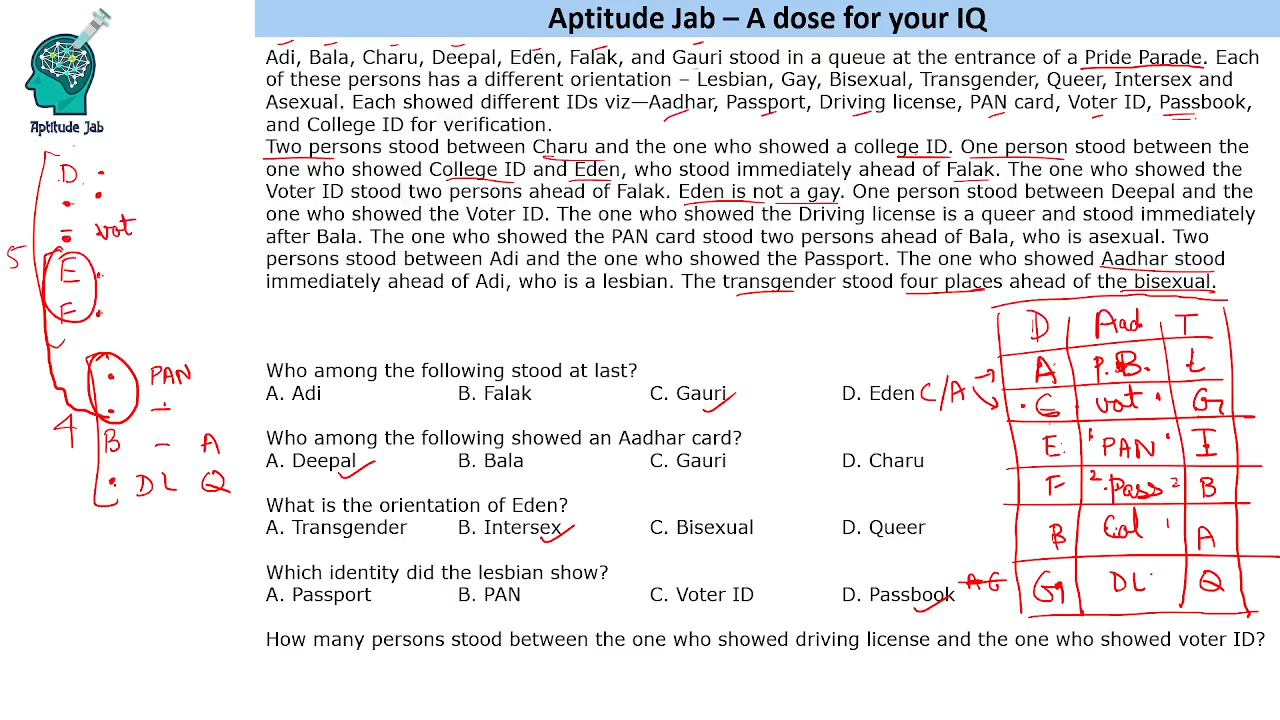 Aptitude Jab – A dose for your IQ
Aptitude Jab
Adi, Bala, Charu, Deepal, Eden, Falak, and Gauri stood in a queue at the entrance of a Pride Parade. Each
of these persons has a different orientation – Lesbian, Gay, Bisexual, Transgender, Queer, Intersex and
Asexual. Each showed different IDs viz—Aadhar, Passport, Driving license, PAN card, Voter ID, Passbook,
and College ID for verification.
Two persons stood between Charu and the one who showed a college ID. One person stood between the
one who showed College ID and Eden, who stood immediately ahead of Falak. The one who showed the
Voter ID stood two persons ahead of Falak. Eden is not a gay. One person stood between Deepal and the
one who showed the Voter ID. The one who showed the Driving license is a queer and stood immediately
after Bala. The one who showed the PAN card stood two persons ahead of Bala, who is asexual. Two
persons stood between Adi and the one who showed the Passport. The one who showed Aadhar stood
immediately ahead of Adi, who is a lesbian. The transgender stood four places ahead of the bisexual.
Who among the following stood at last?
A. Adi B. Falak C. Gauri D. Eden
Who among the following showed an Aadhar card?
A. Deepal B. Bala C. Gauri D. Charu
What is the orientation of Eden?
A. Transgender B. Intersex C. Bisexual D. Queer
Which identity did the lesbian show?
A. Passport B. PAN C. Voter ID D. Passbook
How many persons stood between the one who showed driving license and the one who showed voter ID?
D
vot
5
E
F
PAN
4
B – A
DL Q
C/A
D Aad T
A P.B. L
C vot G
E PAN I
F 2 Pass 2 B
B Col A
G DL Q